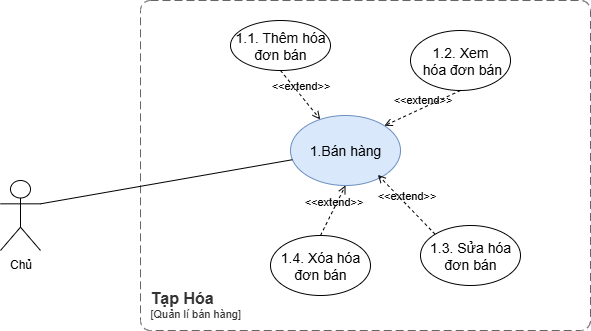 1.1. Thêm hóa
đơn bán
1.2. Xem
hóa đơn bán
<<extend>>
<<extend>>
1.Bán hàng
<<extend>>
<<extend>>
1.4. Xóa hóa
đơn bán
1.3. Sửa hóa
đơn bán
Chủ
Tạp Hóa
[Quản lí bán hàng]